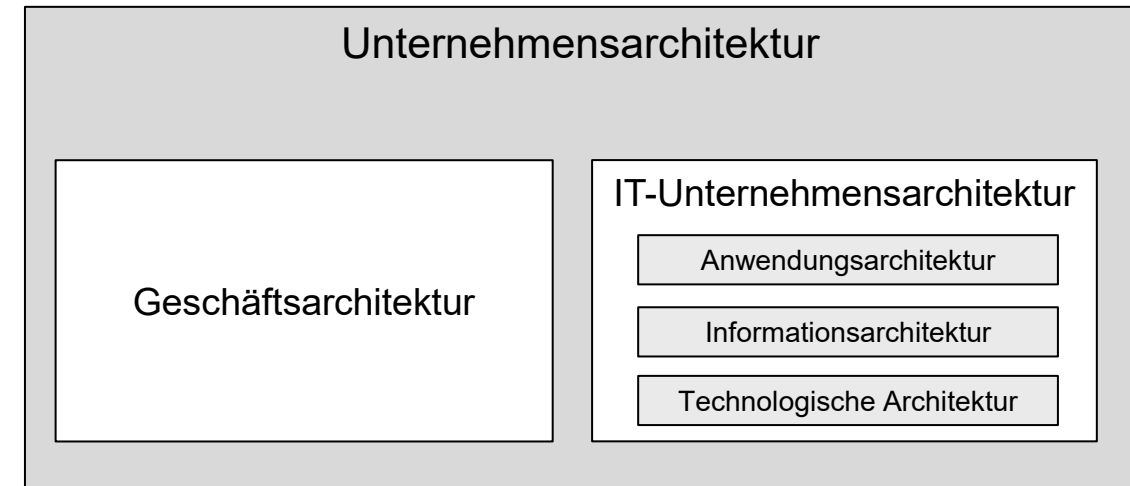 Unternehmensarchitektur
Geschäftsarchitektur
IT-Unternehmensarchitektur
Anwendungsarchitektur
Informationsarchitektur
Technologische Architektur